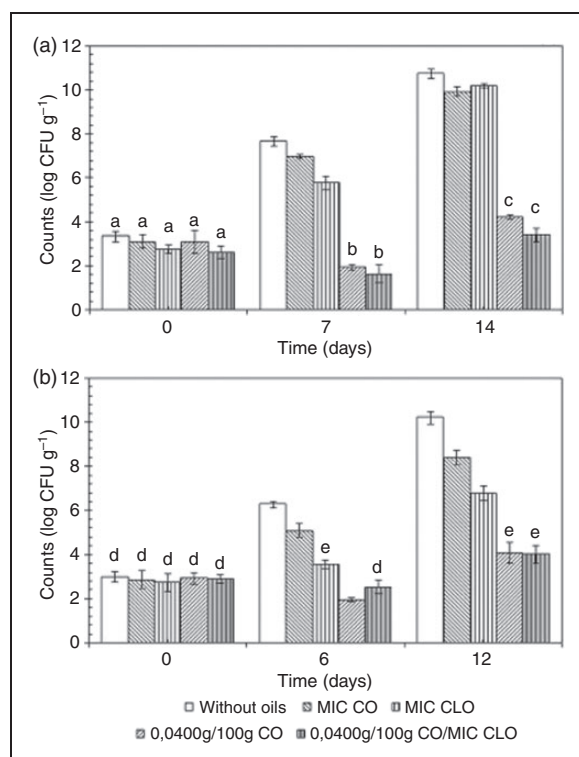 (a)
12
10
8
6
4
2
0
Counts (log CFU g⁻¹)
a a a a a
b b
c c
0 7 14
Time (days)
(b)
12
10
8
6
4
2
0
Counts (log CFU g⁻¹)
d d d d d
e d
e e
0 6 12
Time (days)
Without oils MIC CO MIC CLO
0,0400g/100g CO 0,0400g/100g CO/MIC CLO